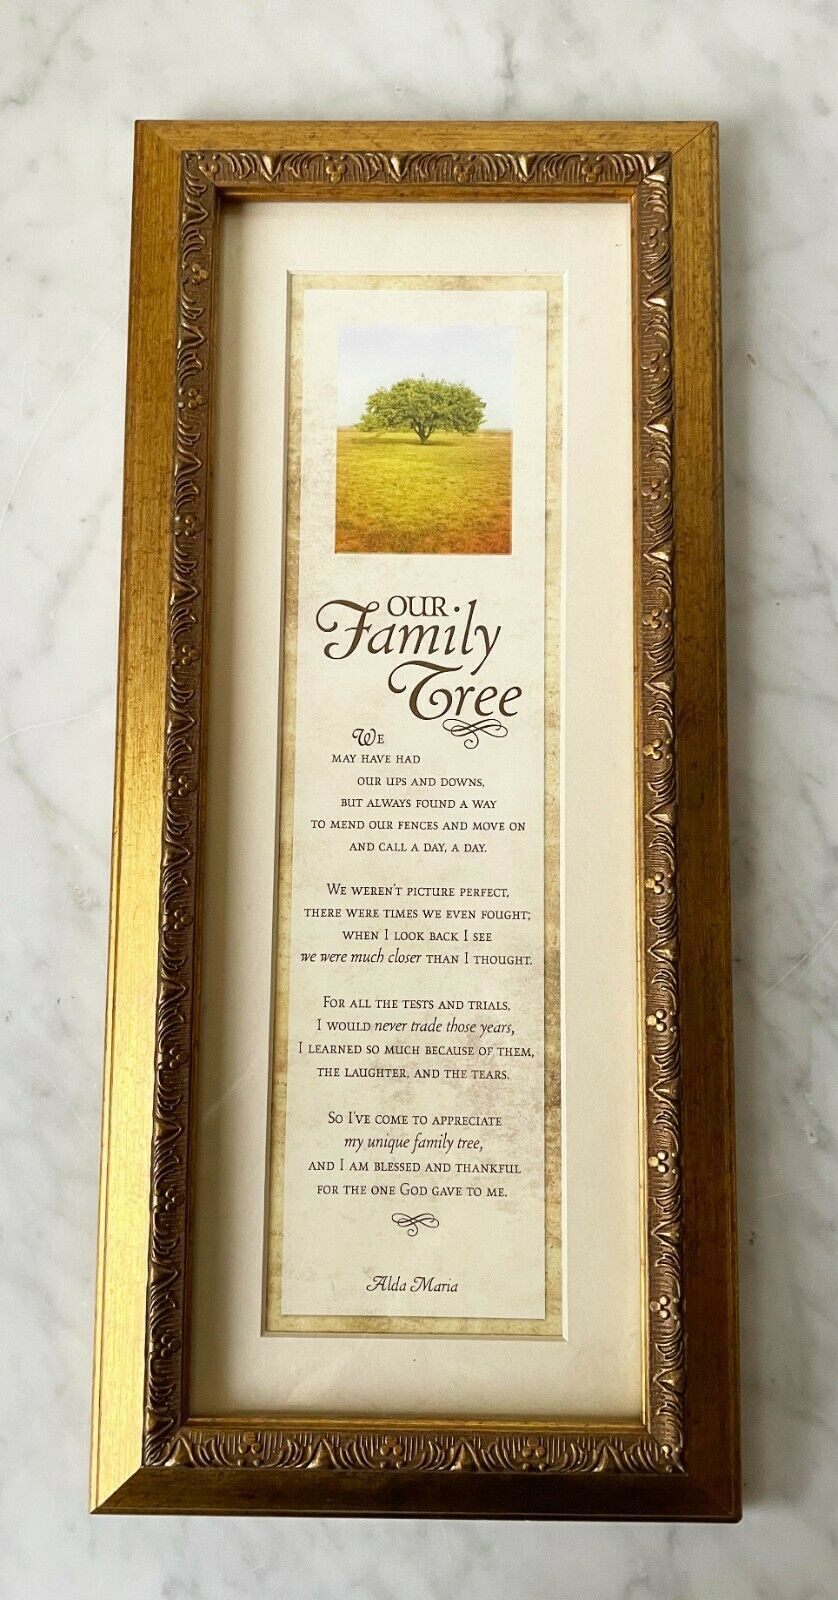 OUR
Family
Tree
WE
MAY HAVE HAD
OUR UPS AND DOWNS,
BUT ALWAYS FOUND A WAY
TO MEND OUR FENCES AND MOVE ON
AND CALL A DAY, A DAY.
WE WEREN'T PICTURE PERFECT,
THERE WERE TIMES WE EVEN FOUGHT;
WHEN I LOOK BACK I SEE
we were much closer THAN I THOUGHT.
FOR ALL THE TESTS AND TRIALS,
I WOULD never trade those years,
I LEARNED SO MUCH BECAUSE OF THEM,
THE LAUGHTER, AND THE TEARS.
SO I'VE COME TO APPRECIATE
my unique family tree,
AND I AM BLESSED AND THANKFUL
FOR THE ONE GOD GAVE TO ME.
Alda Maria